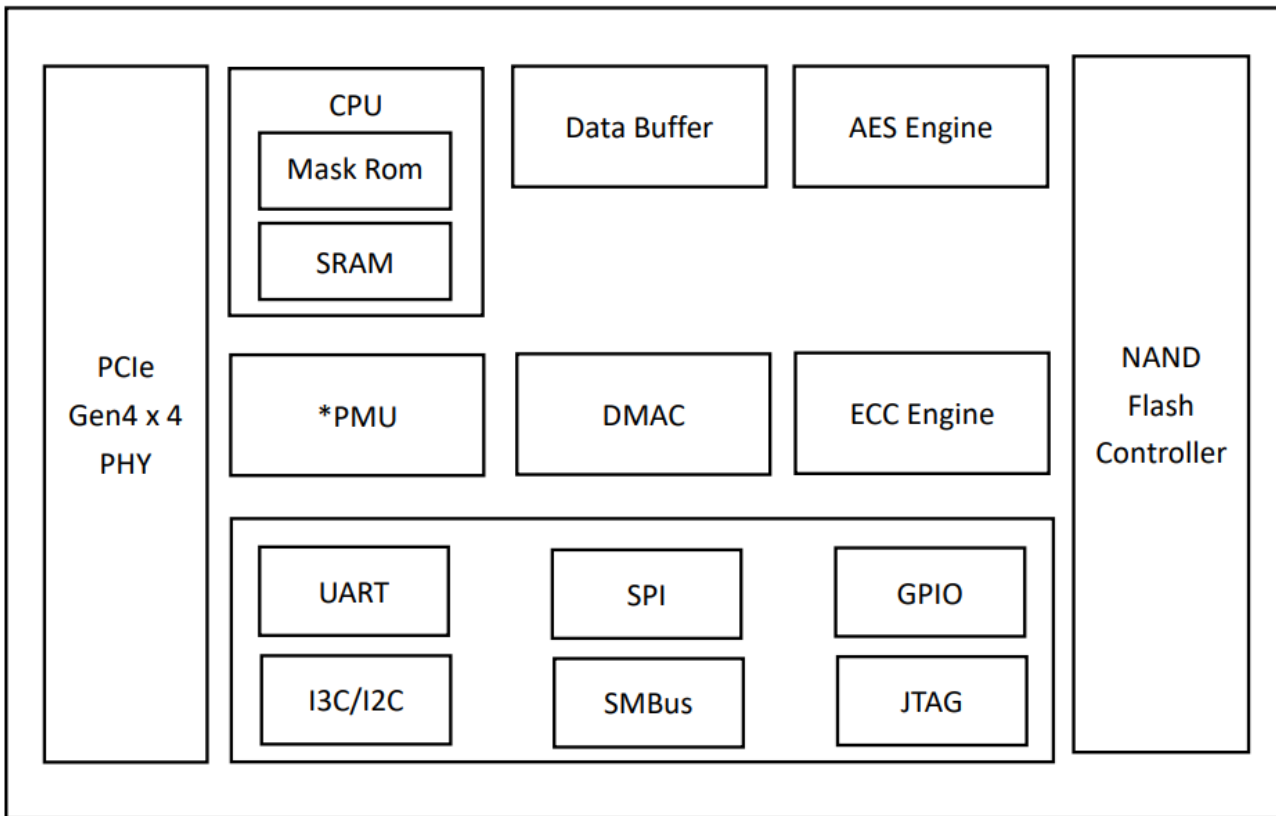 CPU
Mask Rom
SRAM
Data Buffer
AES Engine
PCIe
Gen4 x 4
PHY
*PMU
DMAC
ECC Engine
NAND
Flash
Controller
UART
SPI
GPIO
I3C/I2C
SMBus
JTAG